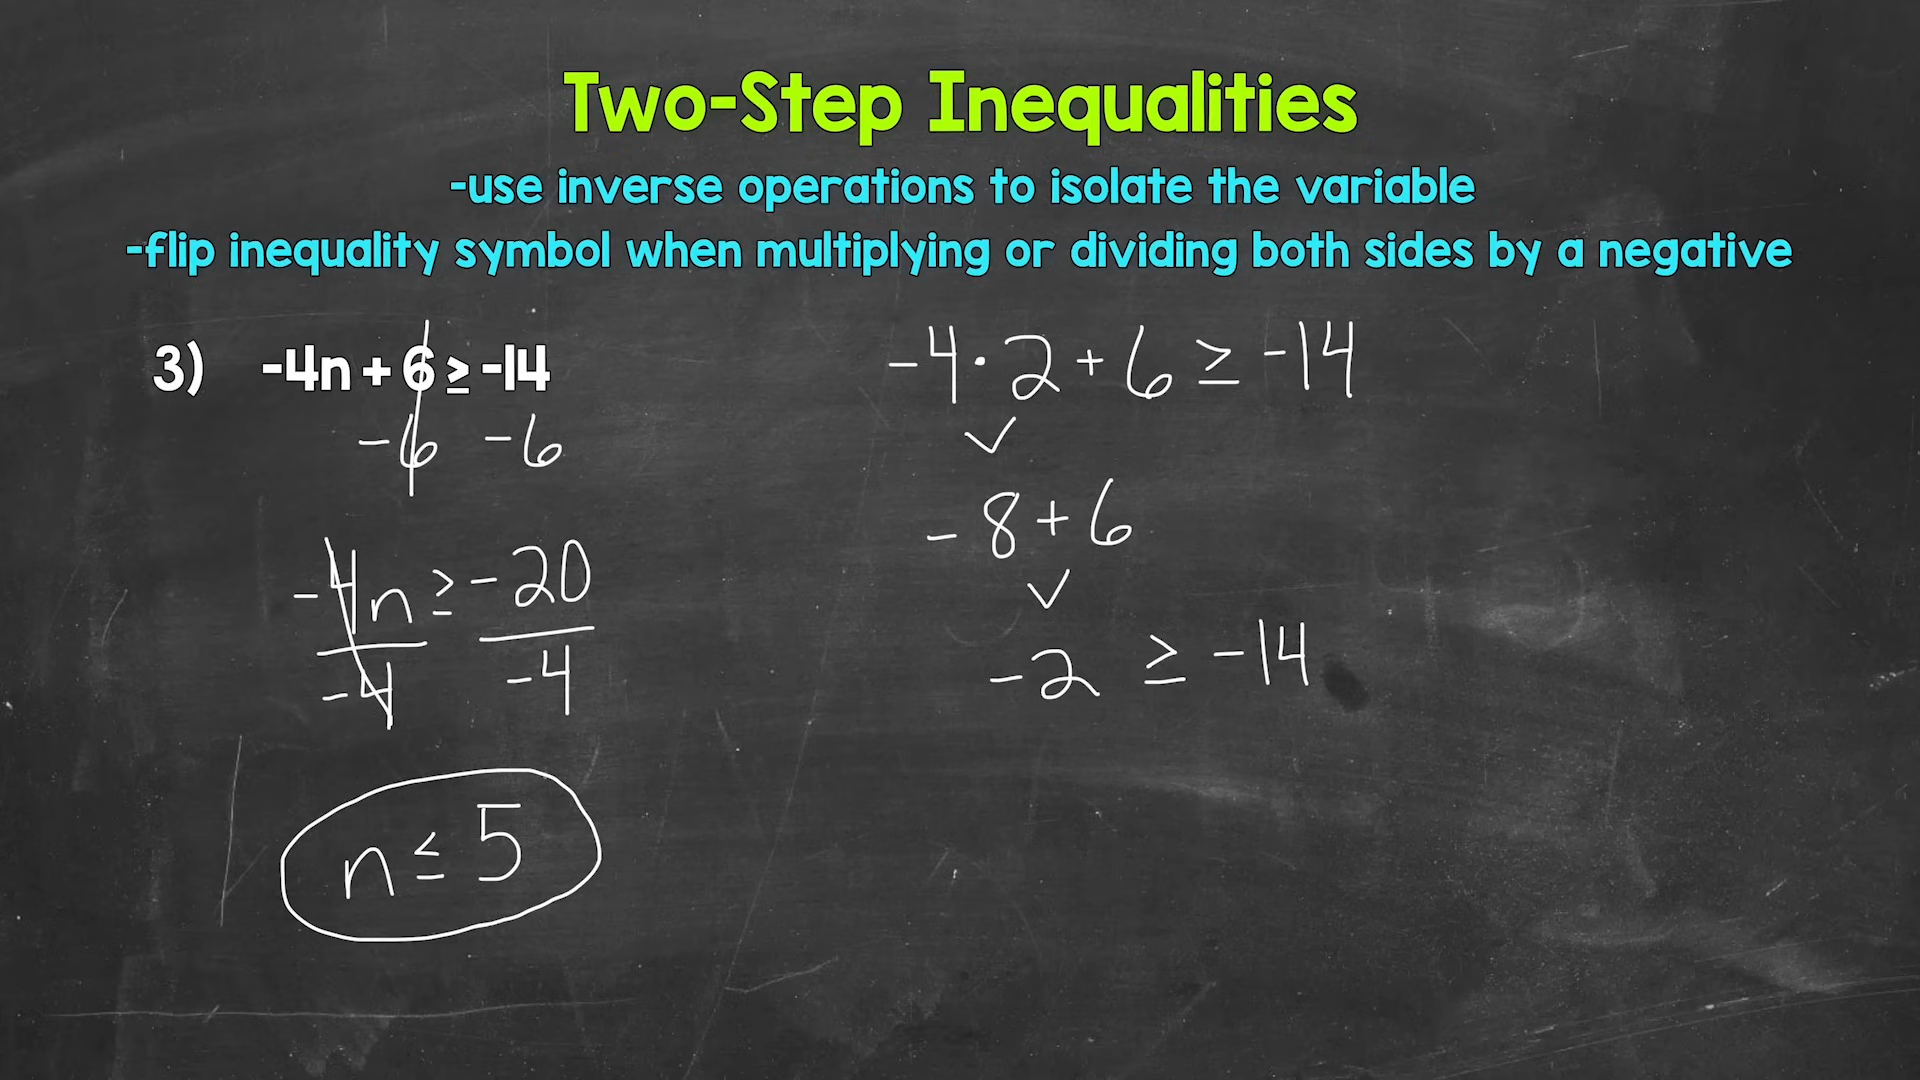 Two-Step Inequalities
-use inverse operations to isolate the variable
-flip inequality symbol when multiplying or dividing both sides by a negative
3) -4n + 6 ≥ -14
-6 -6
-4n ≥ -20
-4 -4
n ≤ 5
-4 · 2 + 6 ≥ -14
-8 + 6
-2 ≥ -14